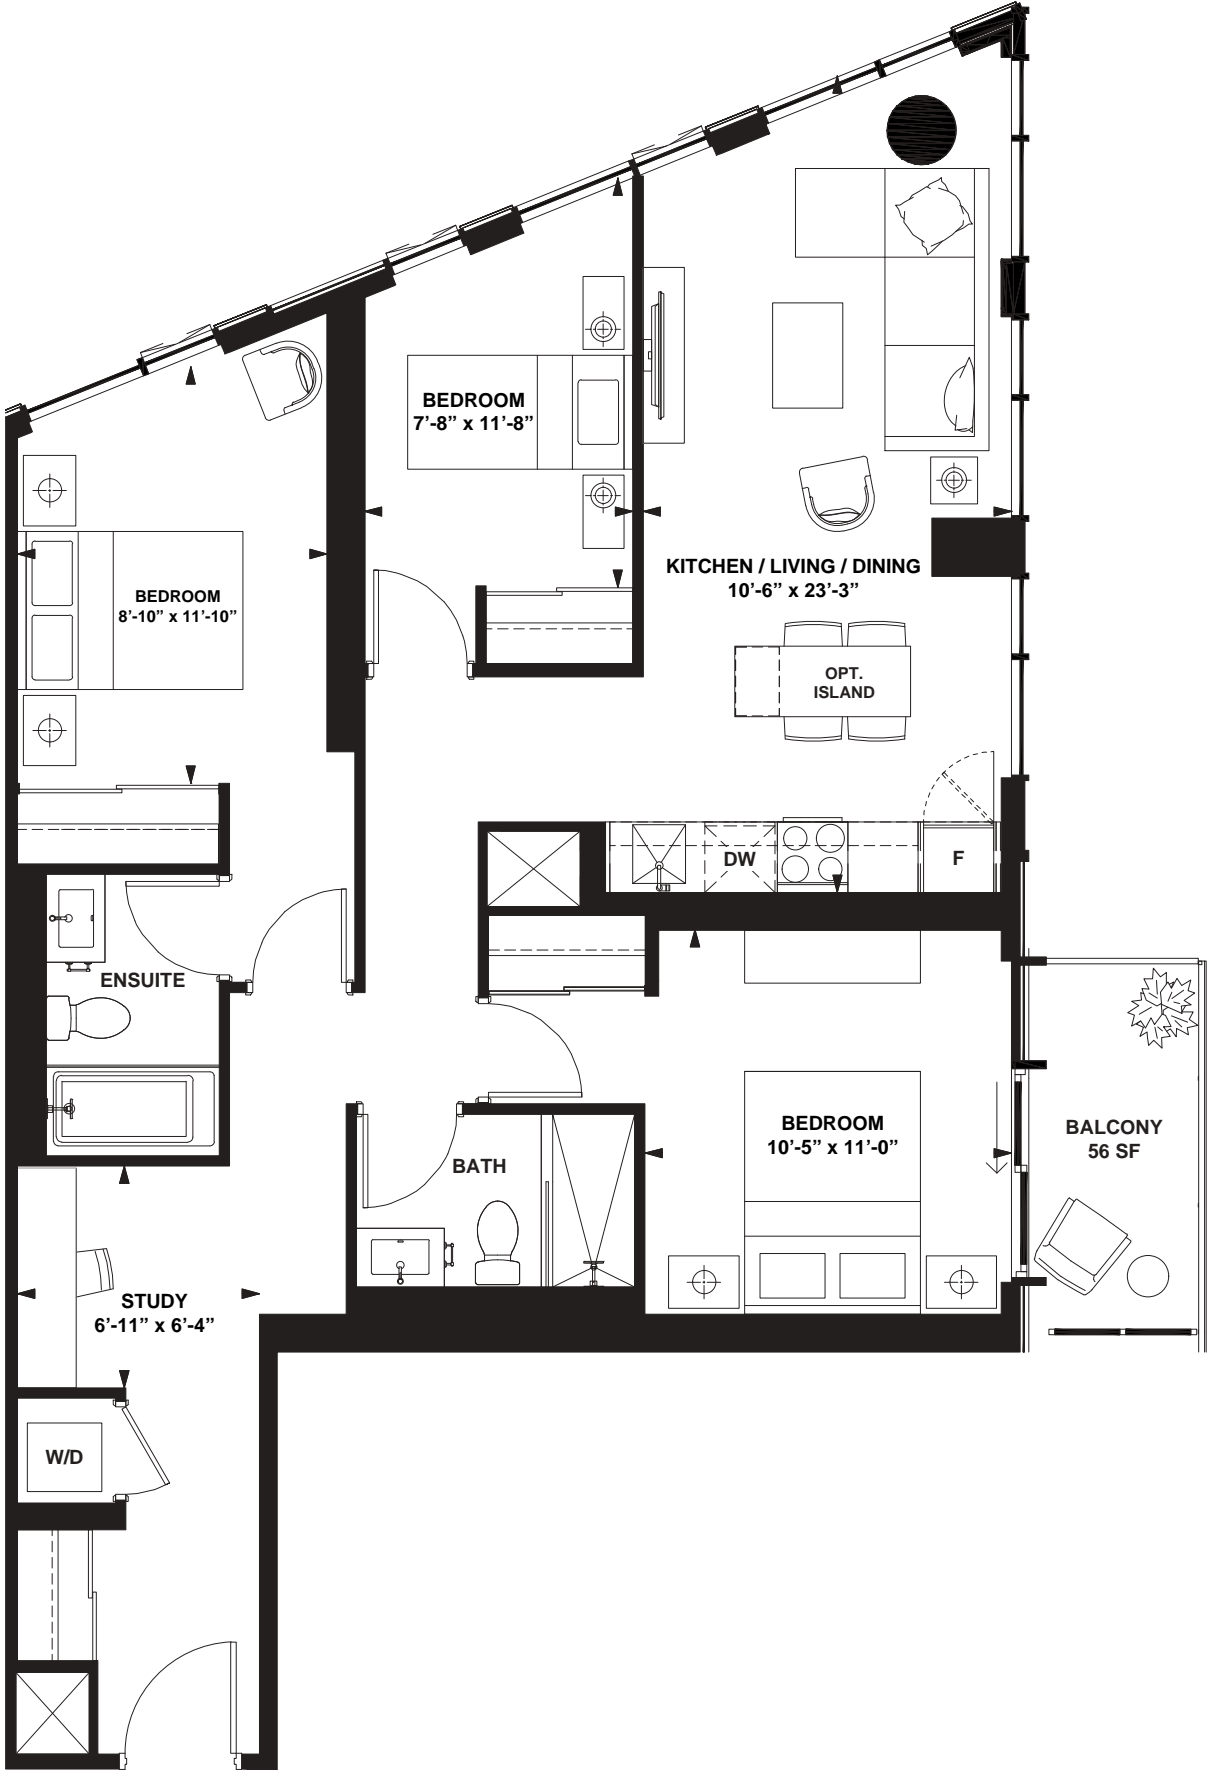 BEDROOM
7’-8” x 11’-8”
KITCHEN / LIVING / DINING
10’-6” x 23’-3”
BEDROOM
8’-10” x 11’-10”
OPT.
ISLAND
DW
F
ENSUITE
BEDROOM
10’-5” x 11’-0”
BALCONY
56 SF
BATH
STUDY
6’-11” x 6’-4”
W/D